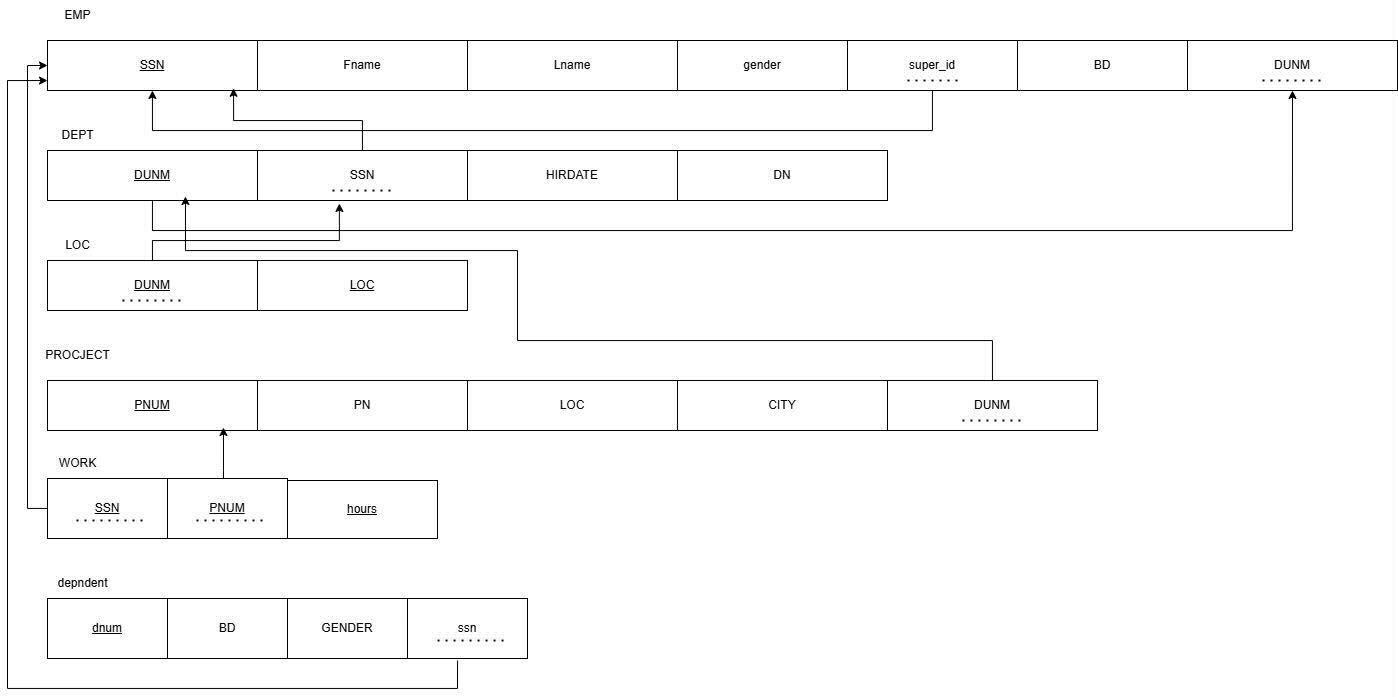 EMP
SSN Fname Lname gender super_id BD DUNM
DEPT
DUNM SSN HIRDATE DN
LOC
DUNM LOC
PROCJECT
PNUM PN LOC CITY DUNM
WORK
SSN PNUM hours
depndent
dnum BD GENDER ssn